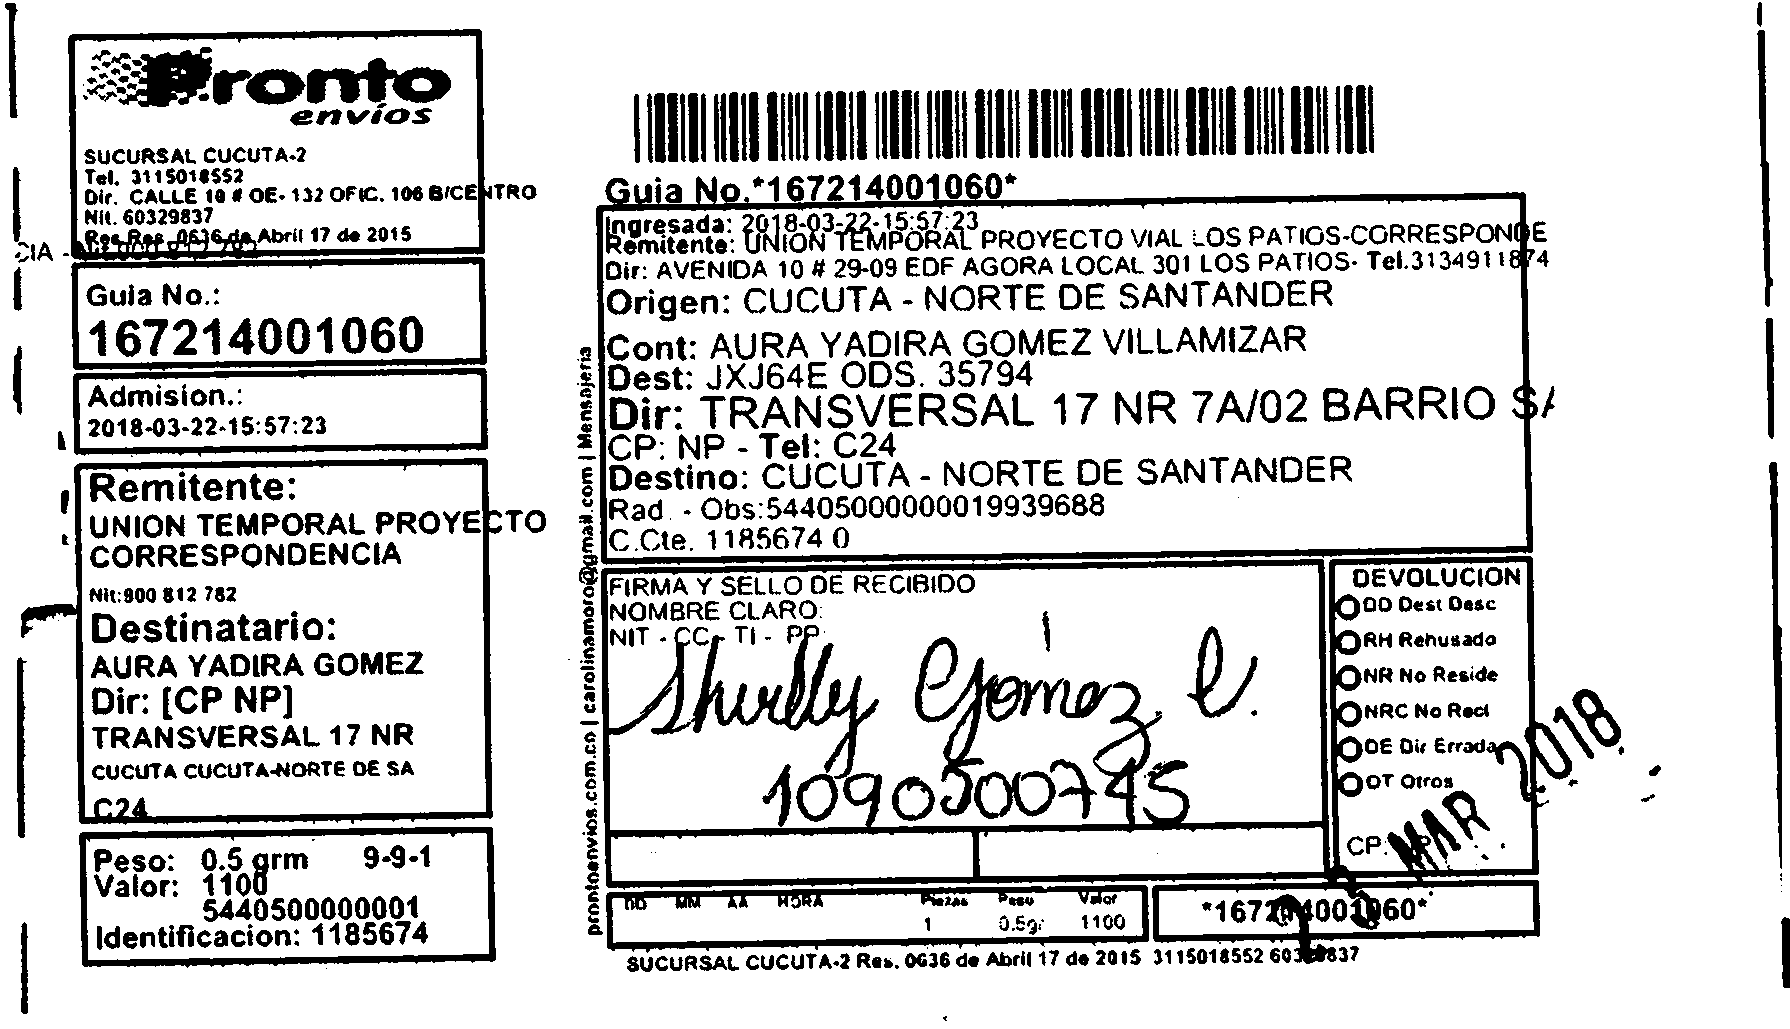 Pronto
envíos
SUCURSAL CUCUTA-2
Tel. 3115018552
Dir. CALLE 10 # OE- 132 OFIC. 106 B/CENTRO
Nit. 60329837
Res.Res. 0636 de Abril 17 de 2015
CIA -
Guia No.:
167214001060
Admision.:
2018-03-22-15:57:23
Remitente:
UNION TEMPORAL PROYECTO
CORRESPONDENCIA
Nit:900 812 782
Destinatario:
AURA YADIRA GOMEZ
Dir: [CP NP]
TRANSVERSAL 17 NR
CUCUTA CUCUTA-NORTE DE SA
C24
Peso: 0.5 grm 9-9-1
Valor: 1100
5440500000001
Identificacion: 1185674
prontoenvios.com.co | carolinamoro@gmail.com | Mensajeria
Guia No.*167214001060*
Ingresada: 2018-03-22-15:57:23
Remitente: UNION TEMPORAL PROYECTO VIAL LOS PATIOS-CORRESPONDE
Dir: AVENIDA 10 # 29-09 EDF AGORA LOCAL 301 LOS PATIOS- Tel.3134911874
Origen: CUCUTA - NORTE DE SANTANDER
Cont: AURA YADIRA GOMEZ VILLAMIZAR
Dest: JXJ64E ODS. 35794
Dir: TRANSVERSAL 17 NR 7A/02 BARRIO SA
CP: NP - Tel: C24
Destino: CUCUTA - NORTE DE SANTANDER
Rad. - Obs:54405000000019939688
C.Cte. 1185674 0
FIRMA Y SELLO DE RECIBIDO
NOMBRE CLARO:
NIT - CC - TI - PP:
Shirlly Gómez C.
1090500745
DEVOLUCION
DD Dest Desc
RH Rehusado
NR No Reside
NRC No Recl
DE Dir Errada
OT Otros
CP:
MAR 2018
DD MM AA HORA Piezas Peso Valor
1 0.5gr 1100
*167214001060*
SUCURSAL CUCUTA-2 Res. 0636 de Abril 17 de 2015 3115018552 60329837